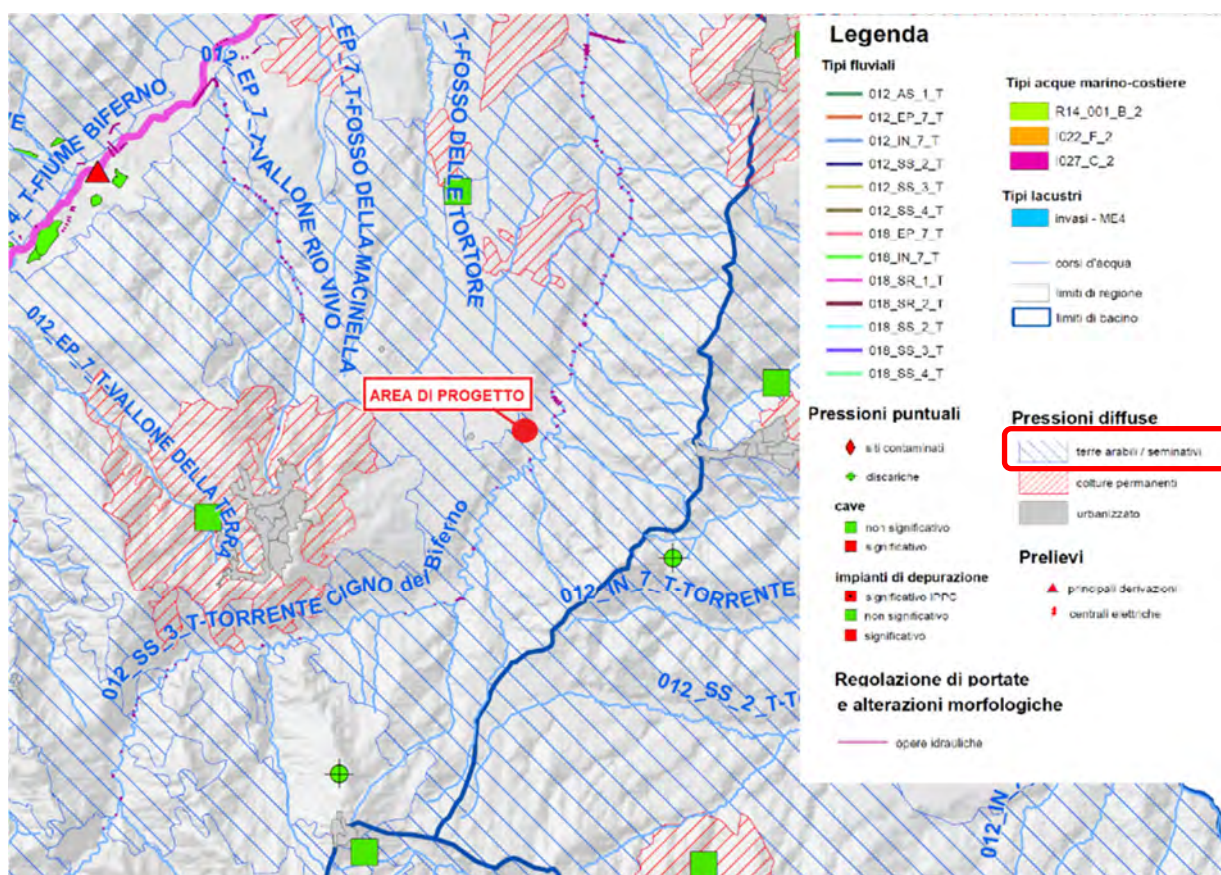 012_EP_7_T-VALLONE RIO VIVO
EP_7_T-FOSSO DELLA MACINELLA
T-FOSSO DELLE TORTORE
4_T-FIUME BIFERNO
E
012_EP_7_T-VALLONE DELLA TERRA
AREA DI PROGETTO
012_SS_3_T-TORRENTE CIGNO del Biferno
012_IN_7_T-TORRENTE
012_SS_2_T-T
012_IN
Legenda
Tipi fluviali
012_AS_1_T
012_EP_7_T
012_IN_7_T
012_SS_2_T
012_SS_3_T
012_SS_4_T
018_EP_7_T
018_IN_7_T
018_SR_1_T
018_SR_2_T
018_SS_2_T
018_SS_3_T
018_SS_4_T
Tipi acque marino-costiere
R14_001_B_2
I022_F_2
I027_C_2
Tipi lacustri
invasi - ME4
corsi d'acqua
limiti di regione
limiti di bacino
Pressioni puntuali
siti contaminati
discariche
cave
non significativo
significativo
impianti di depurazione
significativo IPPC
non significativo
significativo
Pressioni diffuse
terre arabili / seminativi
colture permanenti
urbanizzato
Prelievi
principali derivazioni
centrali elettriche
Regolazione di portate
e alterazioni morfologiche
opere idrauliche